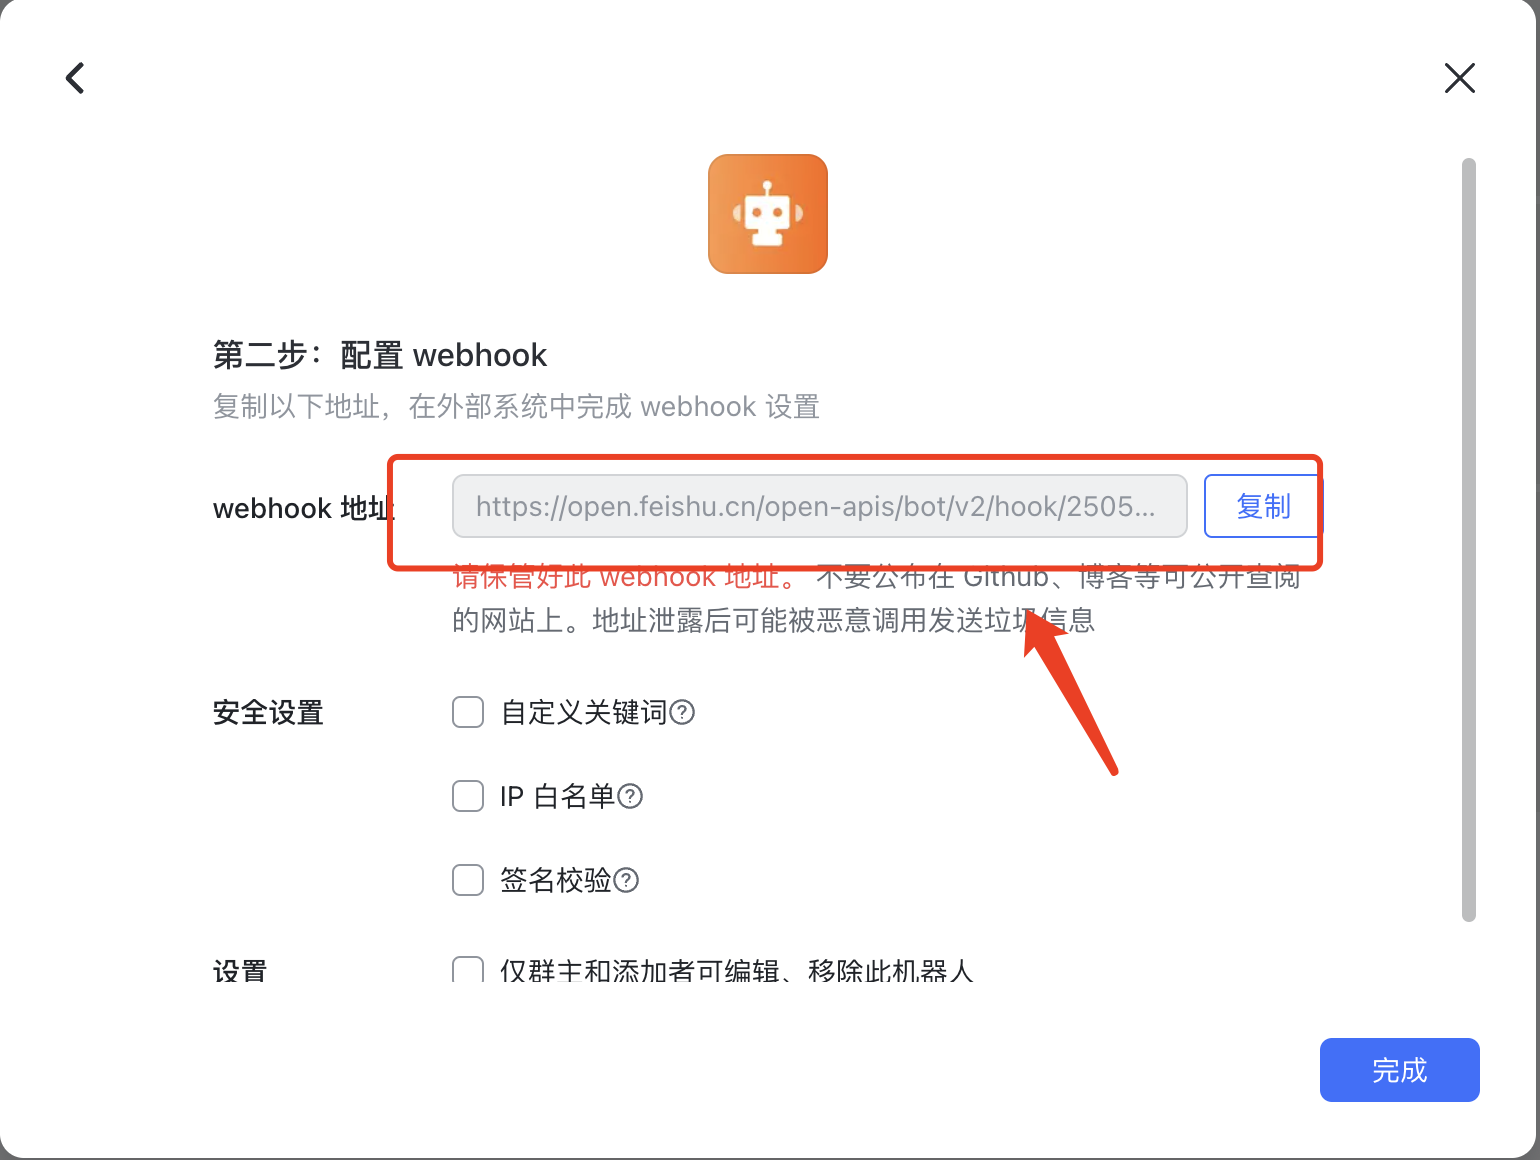 第二步：配置 webhook
复制以下地址，在外部系统中完成 webhook 设置
webhook 地址
https://open.feishu.cn/open-apis/bot/v2/hook/2505...
复制
请保管好此 webhook 地址。 不要公布在 Github、博客等可公开查阅
的网站上。地址泄露后可能被恶意调用发送垃圾信息
安全设置
自定义关键词?
IP 白名单?
签名校验?
设置
仅群主和添加者可编辑、移除此机器人
完成